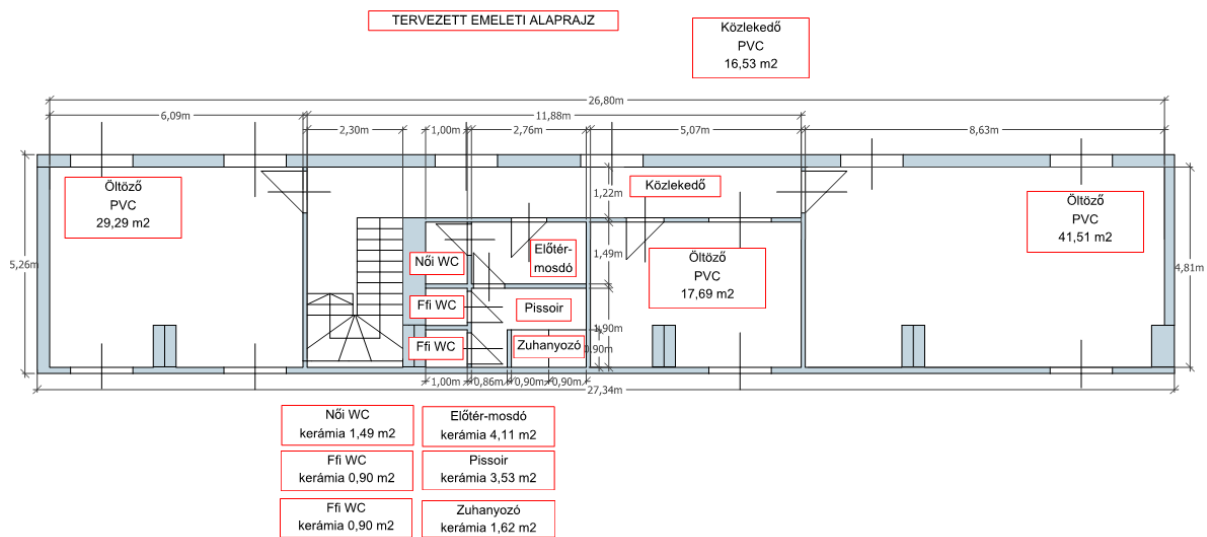 TERVEZETT EMELETI ALAPRAJZ
Közlekedő
PVC
16,53 m2
26,80m
6,09m
11,88m
2,30m
1,00m
2,76m
5,07m
8,63m
Öltöző
PVC
29,29 m2
Közlekedő
Öltöző
PVC
41,51 m2
1,22m
5,26m
4,81m
Női WC
Előtér-
mosdó
1,49m
Öltöző
PVC
17,69 m2
Ffi WC
Pissoir
1,90m
Ffi WC
Zuhanyozó
0,90m
1,00m
0,86m
0,90m
0,90m
27,34m
Női WC
kerámia 1,49 m2
Előtér-mosdó
kerámia 4,11 m2
Ffi WC
kerámia 0,90 m2
Pissoir
kerámia 3,53 m2
Ffi WC
kerámia 0,90 m2
Zuhanyozó
kerámia 1,62 m2